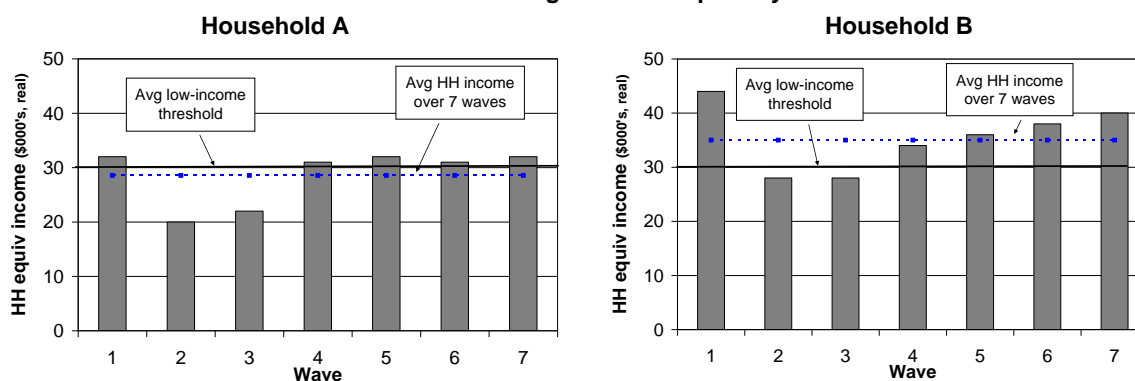 Household A
Household B
HH equiv income ($000's, real)
50
40
30
20
10
0
Avg low-income
threshold
Avg HH income
over 7 waves
1 2 3 4 5 6 7
Wave
HH equiv income ($000's, real)
50
40
30
20
10
0
Avg low-income
threshold
Avg HH income
over 7 waves
1 2 3 4 5 6 7
Wave